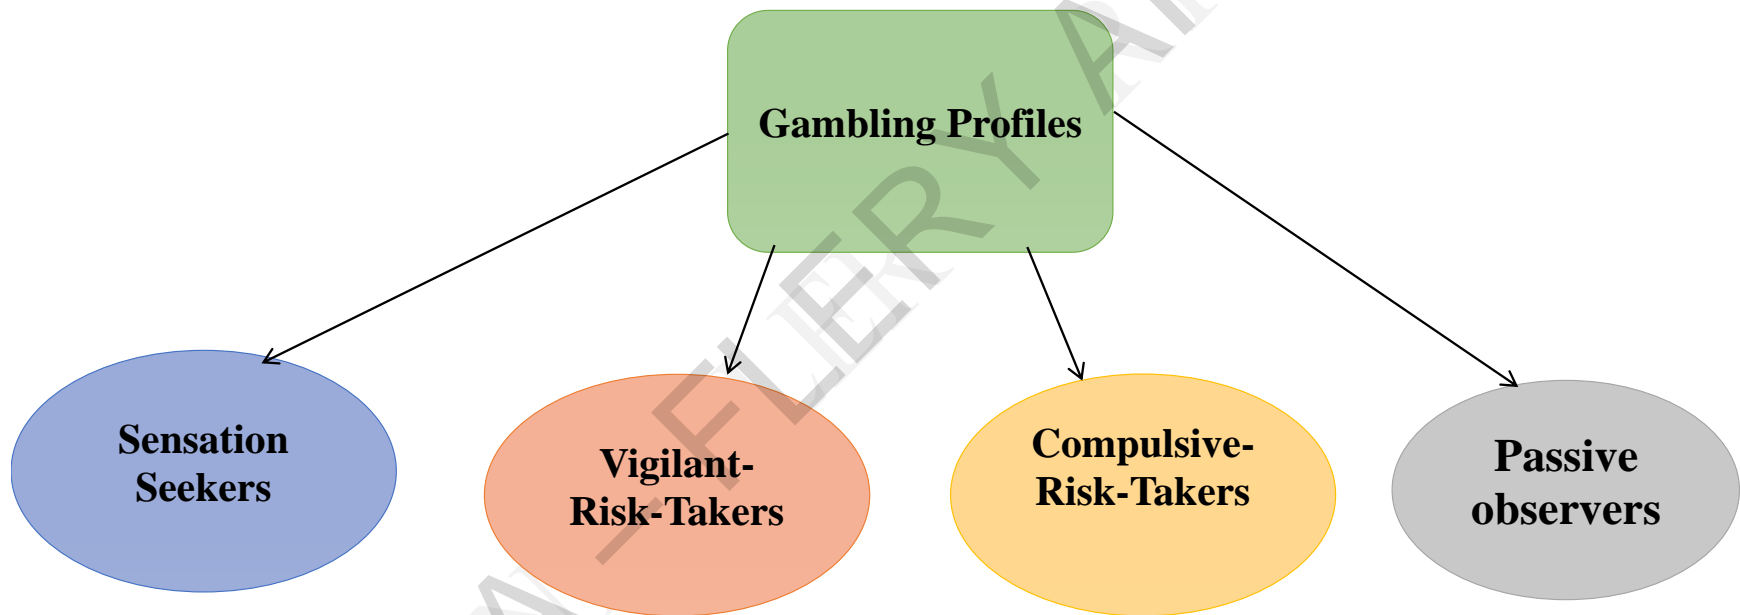 Gambling Profiles
Sensation
Seekers
Vigilant-
Risk-Takers
Compulsive-
Risk-Takers
Passive
observers